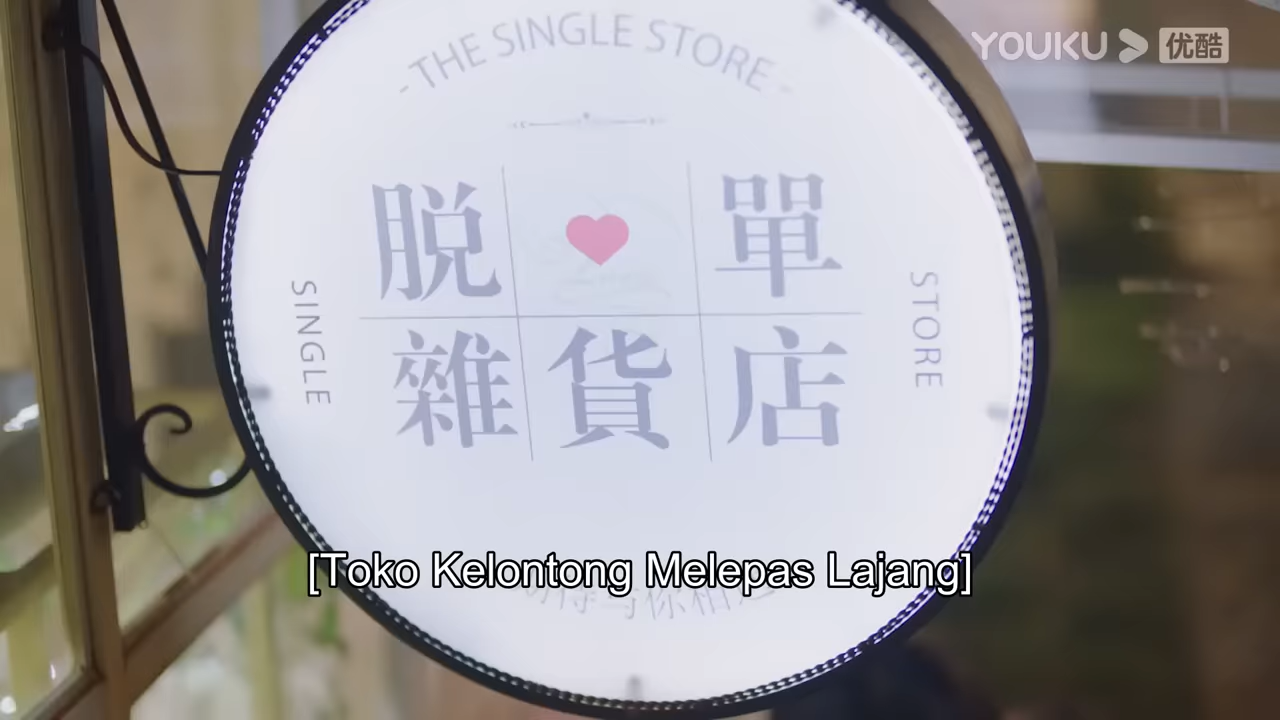 YOUKU 优酷
- THE SINGLE STORE -
脱 單
雜 貨 店
SINGLE
STORE
[Toko Kelontong Melepas Lajang]